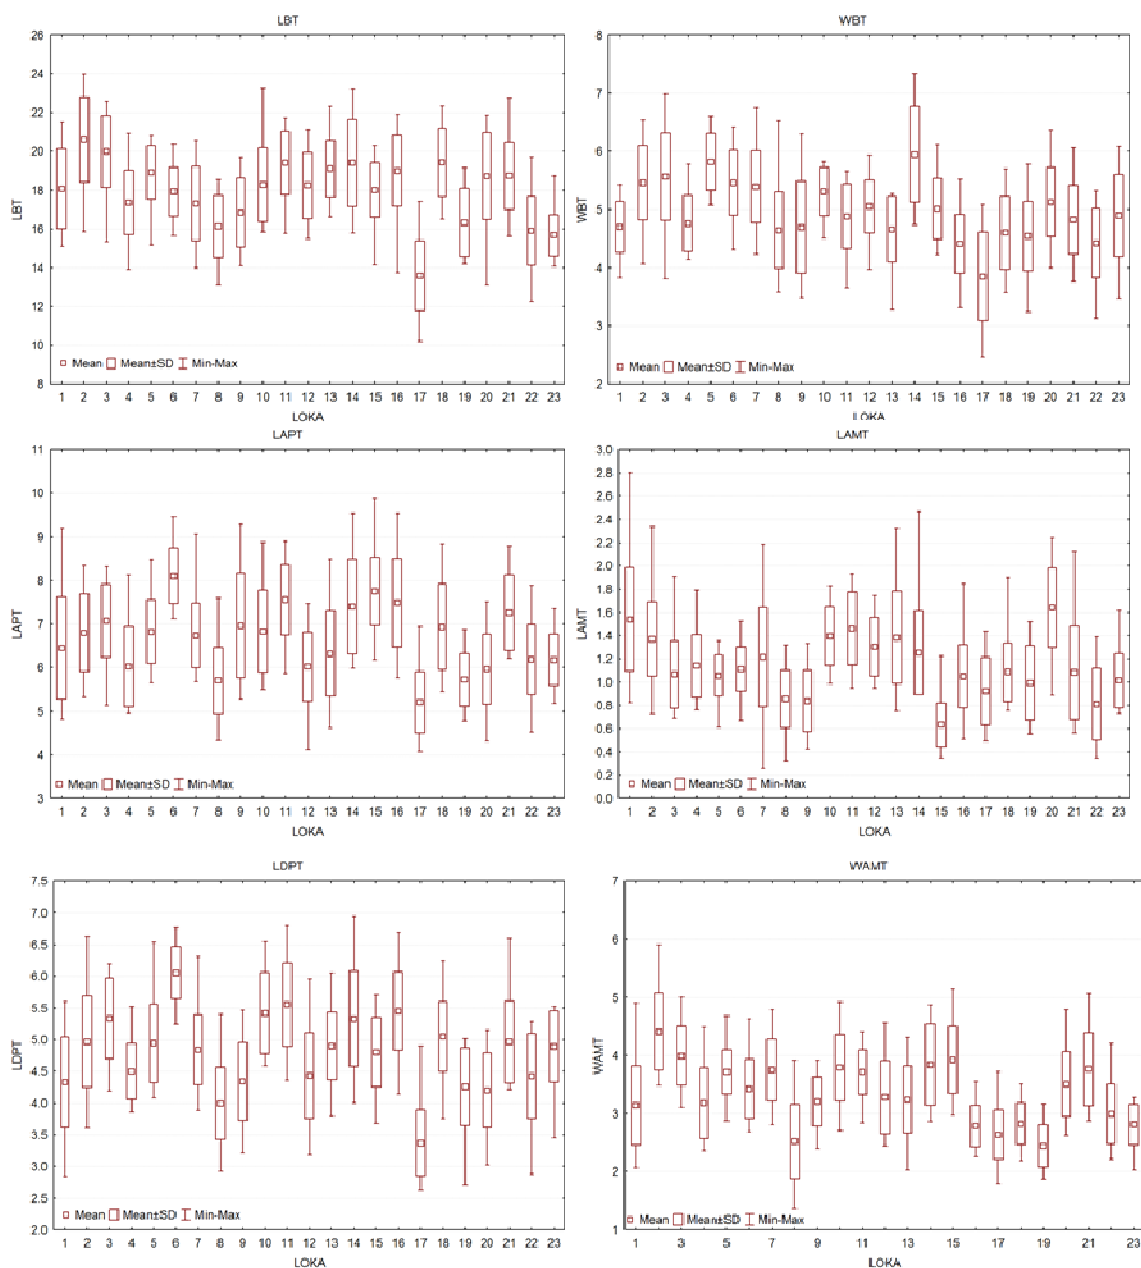 LBT
26
24
22
20
18
16
14
12
10
8
LBT
Mean Mean±SD Min-Max
1 2 3 4 5 6 7 8 9 10 11 12 13 14 15 16 17 18 19 20 21 22 23
LOKA
WBT
8
7
6
5
4
3
2
WBT
Mean Mean±SD Min-Max
1 2 3 4 5 6 7 8 9 10 11 12 13 14 15 16 17 18 19 20 21 22 23
LOKA
LAPT
11
10
9
8
7
6
5
4
3
LAPT
Mean Mean±SD Min-Max
1 2 3 4 5 6 7 8 9 10 11 12 13 14 15 16 17 18 19 20 21 22 23
LOKA
LAMT
3.0
2.8
2.6
2.4
2.2
2.0
1.8
1.6
1.4
1.2
1.0
0.8
0.6
0.4
0.2
0.0
LAMT
Mean Mean±SD Min-Max
1 2 3 4 5 6 7 8 9 10 11 12 13 14 15 16 17 18 19 20 21 22 23
LOKA
LDPT
7.5
7.0
6.5
6.0
5.5
5.0
4.5
4.0
3.5
3.0
2.5
2.0
LDPT
Mean Mean±SD Min-Max
1 2 3 4 5 6 7 8 9 10 11 12 13 14 15 16 17 18 19 20 21 22 23
LOKA
WAMT
7
6
5
4
3
2
1
WAMT
Mean Mean±SD Min-Max
1 3 5 7 9 11 13 15 17 19 21 23
LOKA